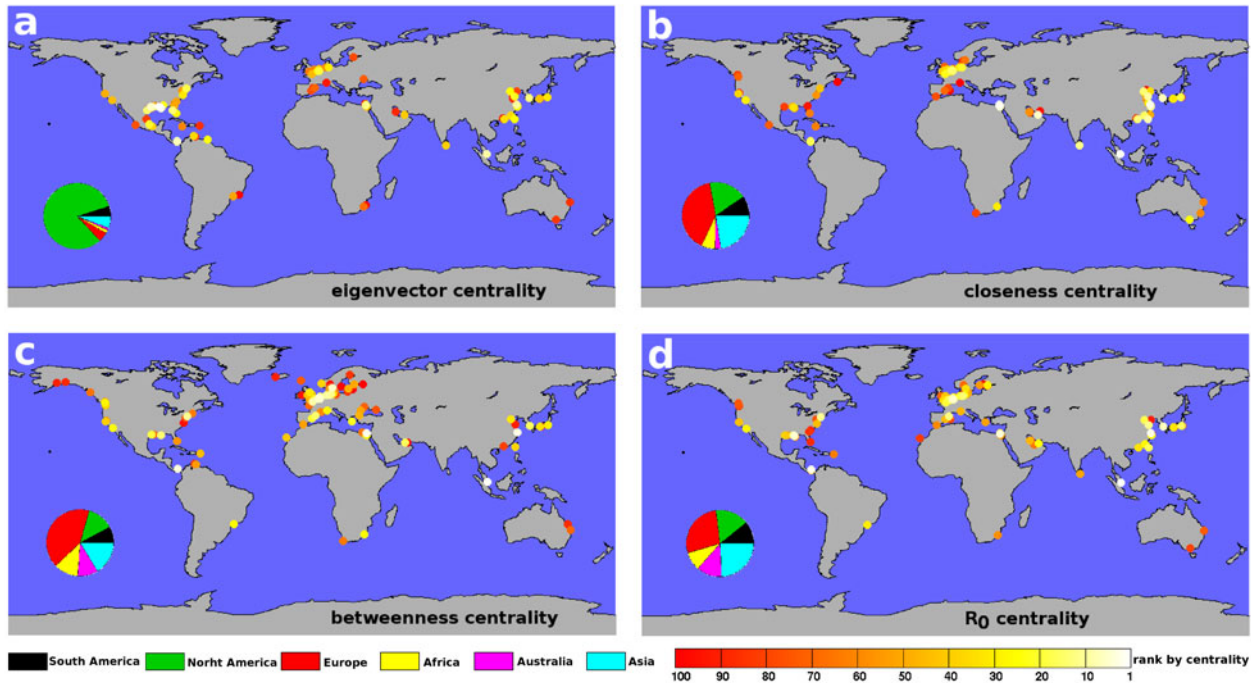 a
b
eigenvector centrality
closeness centrality
c
d
betweenness centrality
R0 centrality
South America
Norht America
Europe
Africa
Australia
Asia
rank by centrality
100 90 80 70 60 50 40 30 20 10 1